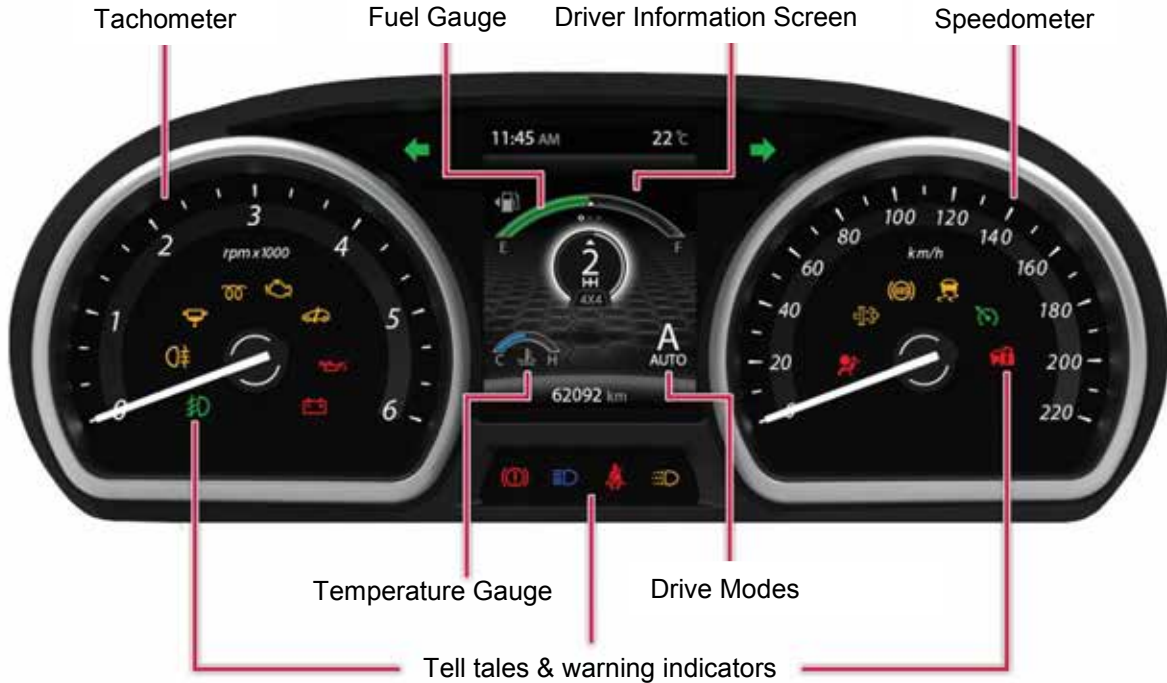 Tachometer
Fuel Gauge
Driver Information Screen
Speedometer
11:45 AM
22 °C
E
F
2
4X4
C
H
A
AUTO
62092 km
0
1
2
3
4
5
6
rpm x 1000
0
20
40
60
80
100
120
140
160
180
200
220
km/h
Temperature Gauge
Drive Modes
Tell tales & warning indicators